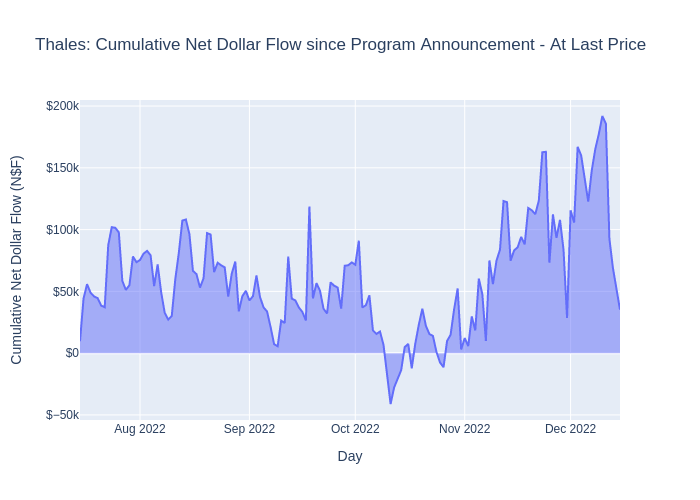 Thales: Cumulative Net Dollar Flow since Program Announcement - At Last Price
Cumulative Net Dollar Flow (N$F)
$200k
$150k
$100k
$50k
$0
$−50k
Aug 2022
Sep 2022
Oct 2022
Nov 2022
Dec 2022
Day